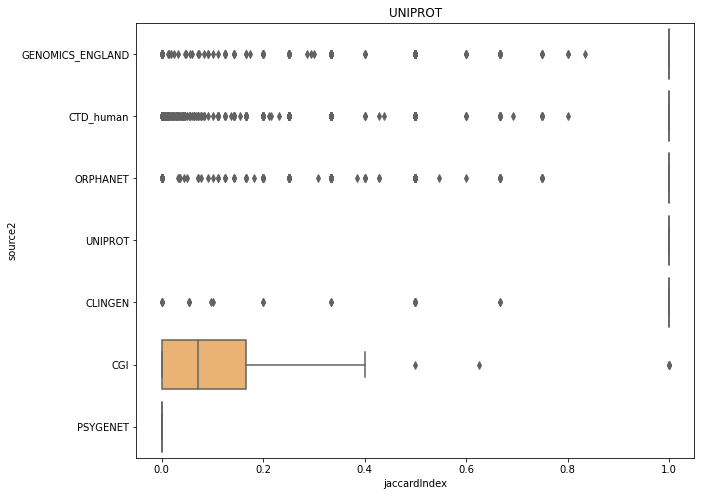 UNIPROT
GENOMICS_ENGLAND
CTD_human
ORPHANET
UNIPROT
CLINGEN
CGI
PSYGENET
source2
0.0 0.2 0.4 0.6 0.8 1.0
jaccardIndex